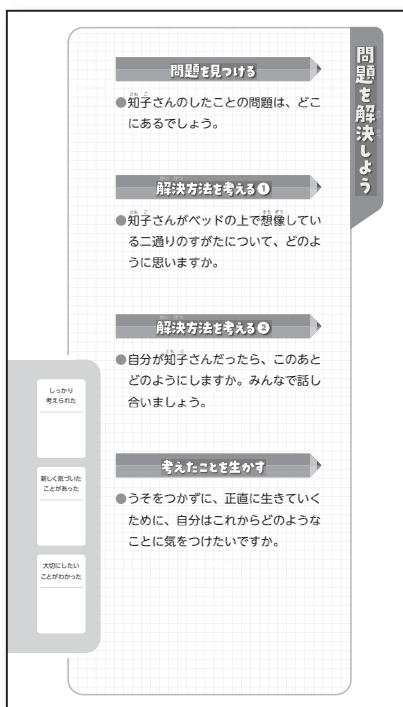 問題を解決しよう
問題を見つける
●知子さんのしたことの問題は、どこ
にあるでしょう。
解決方法を考える❶
●知子さんがベッドの上で想像してい
る二通りのすがたについて、どのよ
うに思いますか。
解決方法を考える❷
●自分が知子さんだったら、このあと
どのようにしますか。みんなで話し
合いましょう。
考えたことを生かす
●うそをつかずに、正直に生きていく
ために、自分はこれからどのような
ことに気をつけたいですか。
しっかり
考えられた
新しく気づいた
ことがあった
大切にしたい
ことがわかった